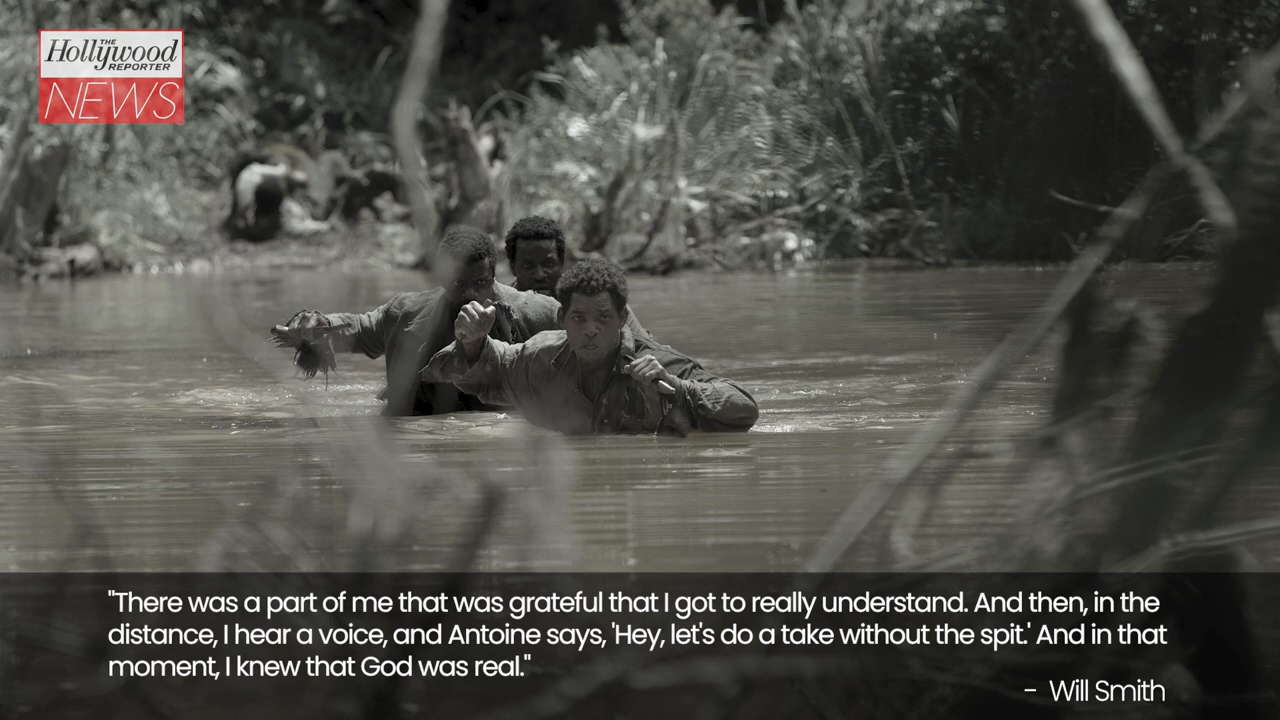 THE
Hollywood
REPORTER
NEWS
"There was a part of me that was grateful that I got to really understand. And then, in the
distance, I hear a voice, and Antoine says, 'Hey, let's do a take without the spit.' And in that
moment, I knew that God was real."
- Will Smith